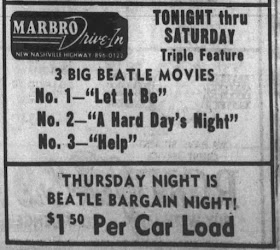 MARBRO
Drive-In
NEW NASHVILLE HIGHWAY 896-0123
TONIGHT thru
SATURDAY
Triple Feature
3 BIG BEATLE MOVIES
No. 1—"Let It Be"
No. 2—"A Hard Day's Night"
No. 3—"Help"
THURSDAY NIGHT IS
BEATLE BARGAIN NIGHT!
$1 50 Per Car Load